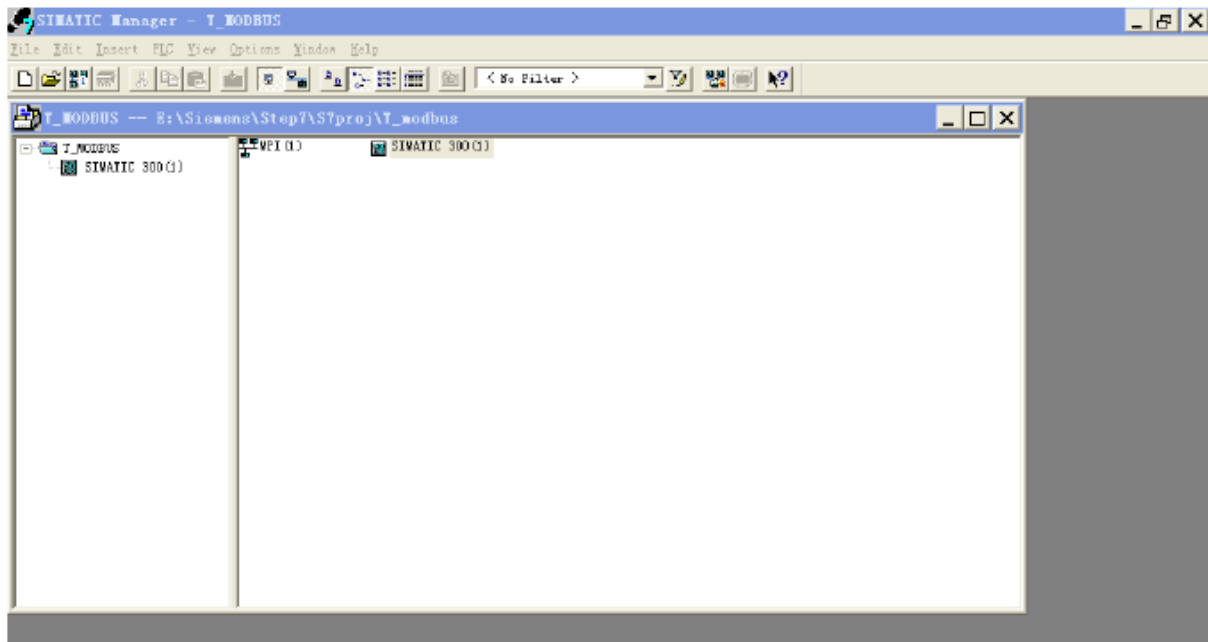 SIMATIC Manager - T_MODBUS
File Edit Insert PLC View Options Window Help
< No Filter >
T_MODBUS -- E:\Siemens\Step7\S7proj\T_modbus
T_MODBUS
SIMATIC 300(1)
MPI(1) SIMATIC 300(1)